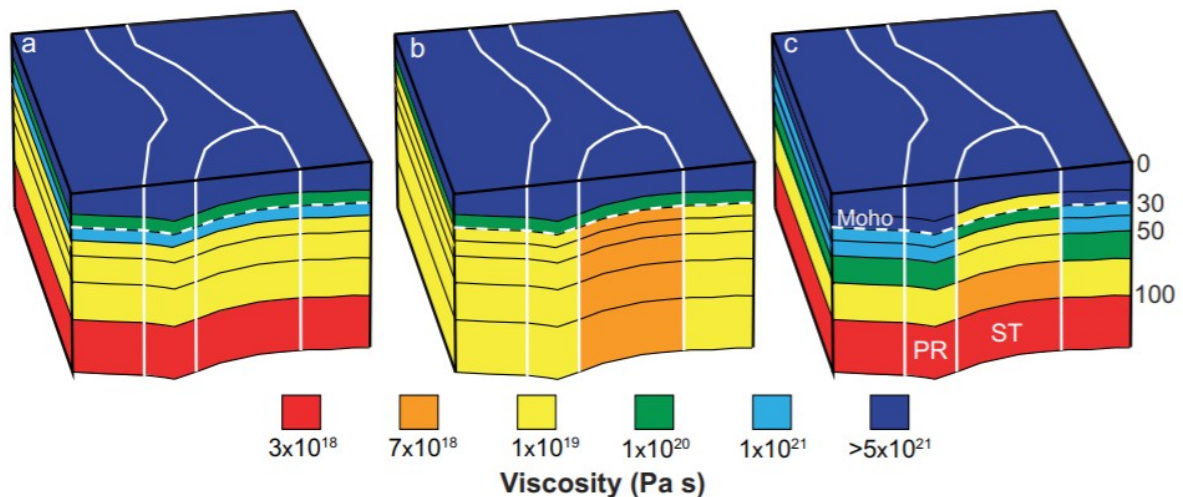 a
b
c
0
30
50
100
Moho
PR
ST
3x10¹⁸
7x10¹⁸
1x10¹⁹
1x10²⁰
1x10²¹
>5x10²¹
Viscosity (Pa s)